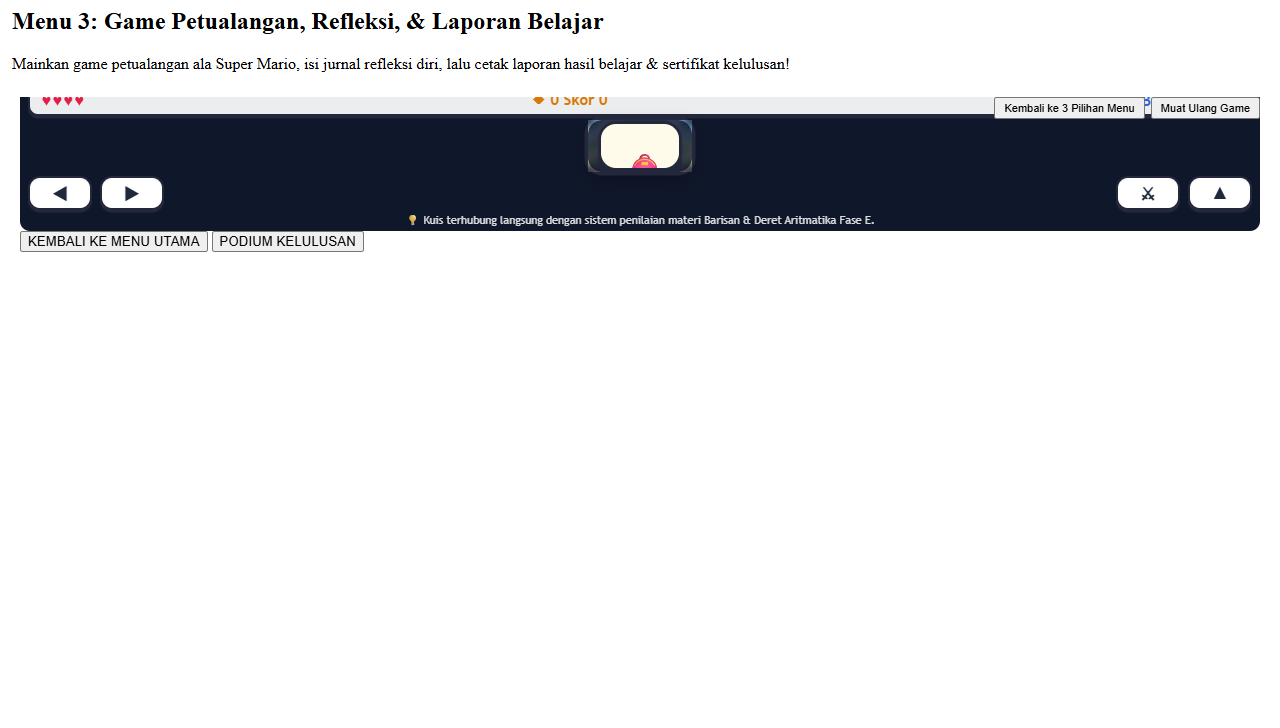 Menu 3: Game Petualangan, Refleksi, & Laporan Belajar
Mainkan game petualangan ala Super Mario, isi jurnal refleksi diri, lalu cetak laporan hasil belajar & sertifikat kelulusan!
♥♥♥♥
◆ 0 Skor 0
Kembali ke 3 Pilihan Menu
Muat Ulang Game
◀
▶
⚔
▲
💡 Kuis terhubung langsung dengan sistem penilaian materi Barisan & Deret Aritmatika Fase E.
KEMBALI KE MENU UTAMA
PODIUM KELULUSAN